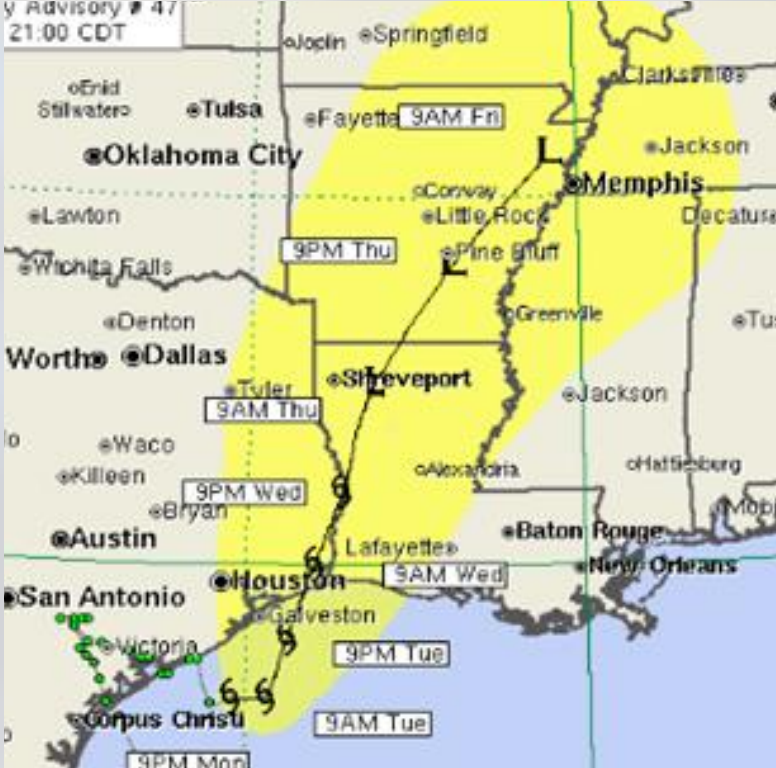 y Advisory # 47
21:00 CDT
Joplin
Springfield
Enid
Stillwater
Tulsa
Fayette
9AM Fri
Clarksville
Oklahoma City
Jackson
Memphis
Conway
Lawton
Little Rock
Decature
9PM Thu
Pine Bluff
Wichita Falls
Greenville
Denton
Tus
Worth
Dallas
Shreveport
Tyler
Jackson
9AM Thu
lo
Waco
Alexandria
Hattiesburg
Killeen
9PM Wed
Bryan
Mobi
Austin
Baton Rouge
Lafayette
New Orleans
Houston
9AM Wed
San Antonio
Galveston
Victoria
9PM Tue
Corpus Christi
9AM Tue
9PM Mon